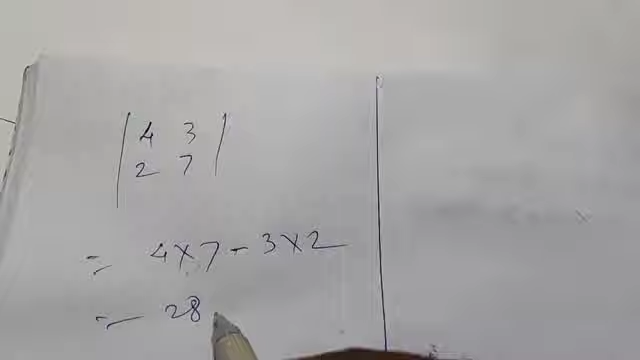 | 4 3 |
| 2 7 |
= 4×7 - 3×2
= 28